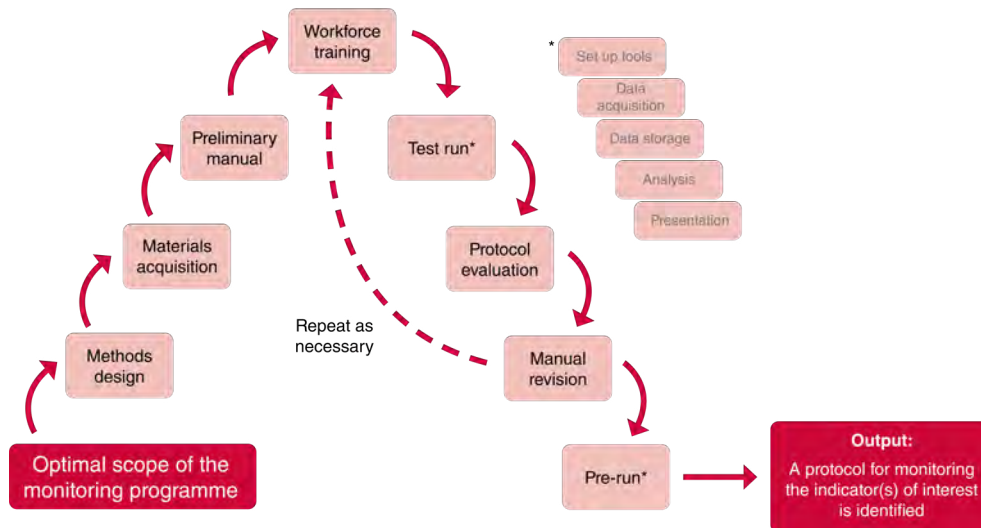 Workforce
training
*
Set up tools
Data
acquisition
Data storage
Analysis
Presentation
Preliminary
manual
Test run*
Materials
acquisition
Protocol
evaluation
Repeat as
necessary
Methods
design
Manual
revision
Optimal scope of the
monitoring programme
Pre-run*
Output:
A protocol for monitoring
the indicator(s) of interest
is identified